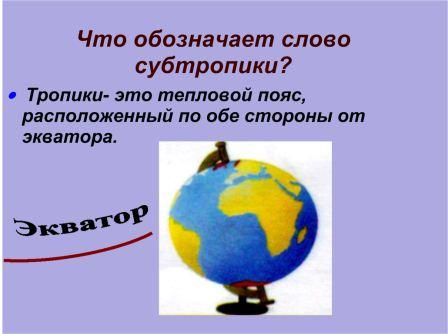 Что обозначает слово
субтропики?
Тропики- это тепловой пояс,
расположенный по обе стороны от
экватора.
Экватор